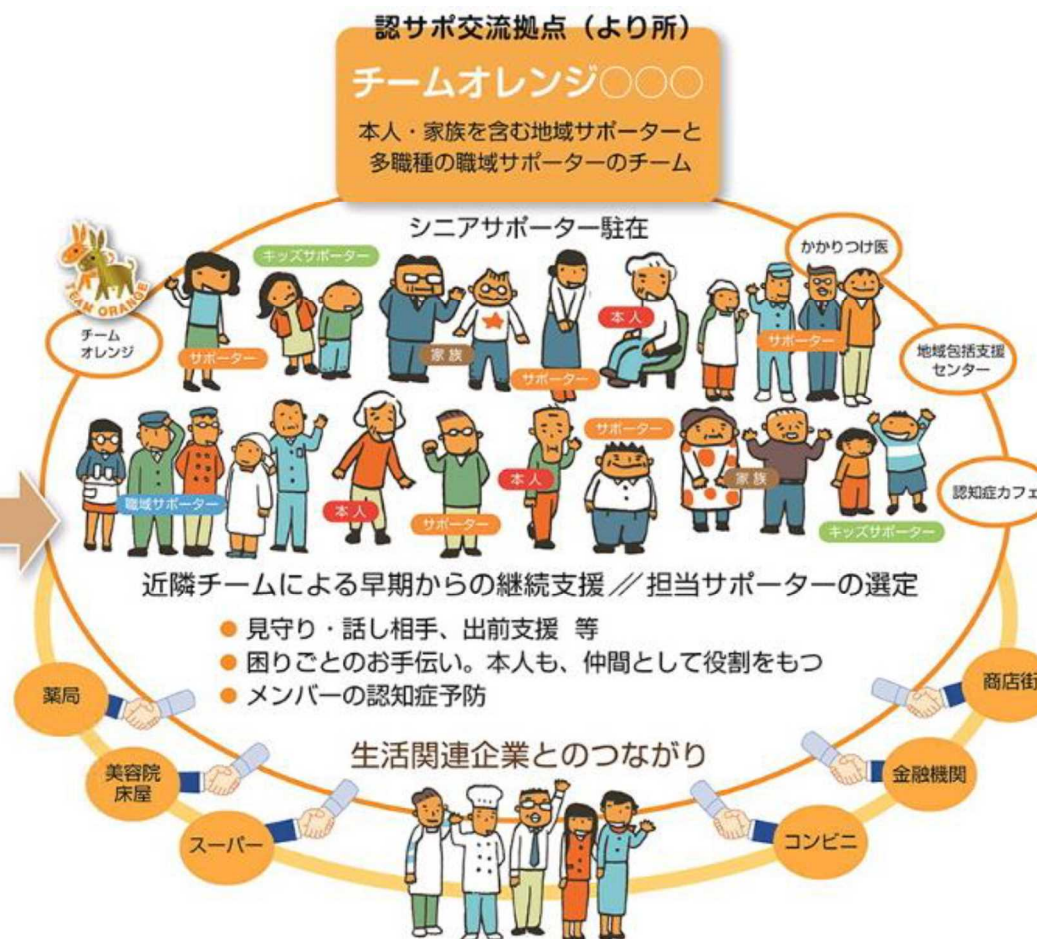 認サポ交流拠点（より所）
チームオレンジ○○○
本人・家族を含む地域サポーターと
多職種の職域サポーターのチーム
シニアサポーター駐在
かかりつけ医
キッズサポーター
TEAM ORANGE
チーム
オレンジ
サポーター
家族
サポーター
本人
サポーター
地域包括支援
センター
サポーター
職域サポーター
本人
サポーター
本人
家族
キッズサポーター
認知症カフェ
近隣チームによる早期からの継続支援//担当サポーターの選定
● 見守り・話し相手、出前支援 等
● 困りごとのお手伝い。本人も、仲間として役割をもつ
● メンバーの認知症予防
薬局
商店街
生活関連企業とのつながり
美容院
床屋
金融機関
スーパー
コンビニ